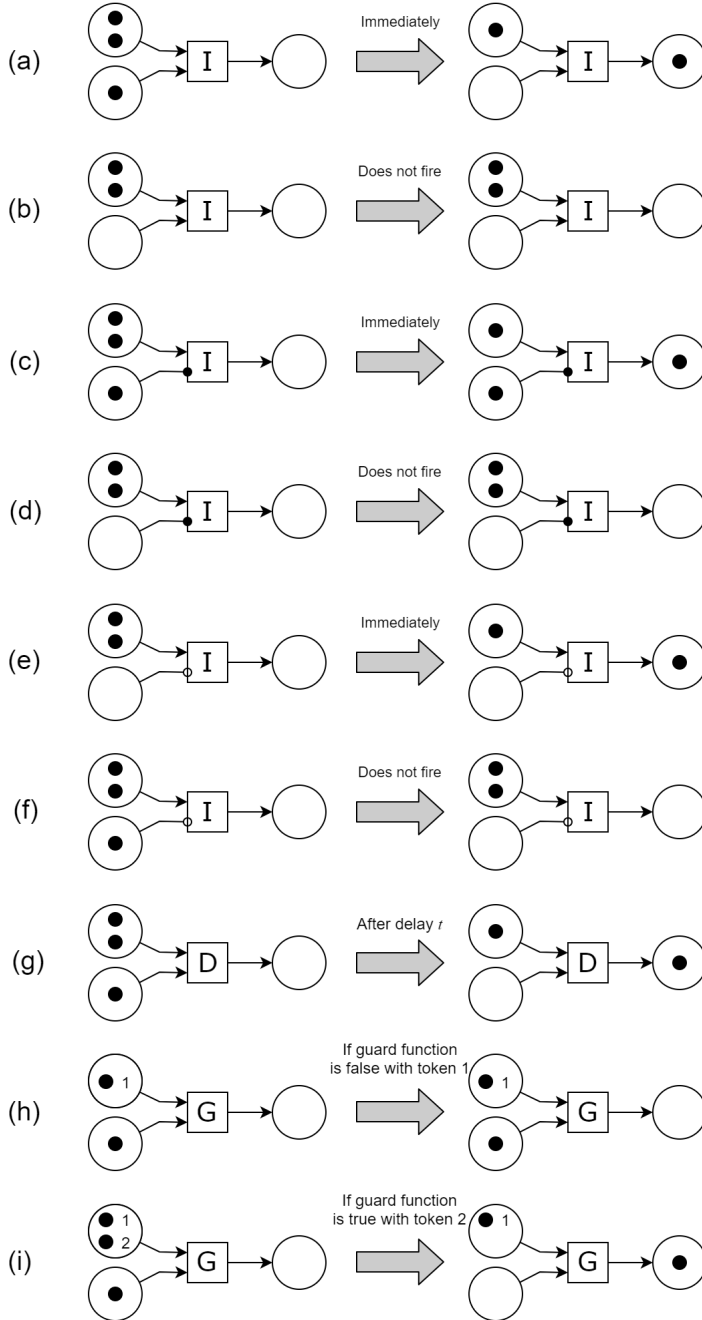 Immediately
(a)
I
I
Does not fire
(b)
I
I
Immediately
(c)
I
I
Does not fire
(d)
I
I
Immediately
(e)
I
I
Does not fire
(f)
I
I
After delay t
(g)
D
D
If guard function
is false with token 1
(h)
1
G
1
G
If guard function
is true with token 2
(i)
1
2
G
1
G